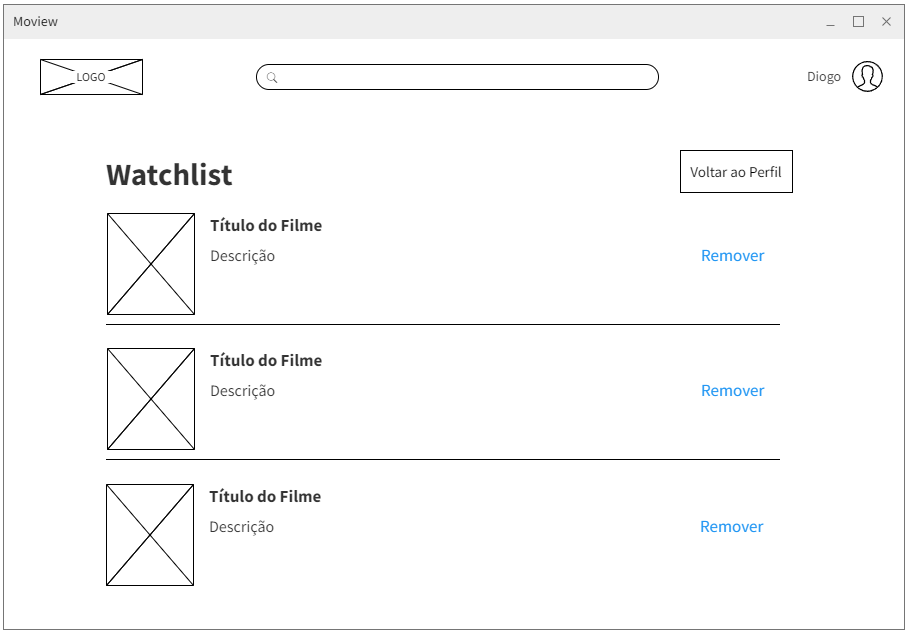 Moview
LOGO
Diogo
Watchlist
Voltar ao Perfil
Título do Filme
Descrição
Remover
Título do Filme
Descrição
Remover
Título do Filme
Descrição
Remover